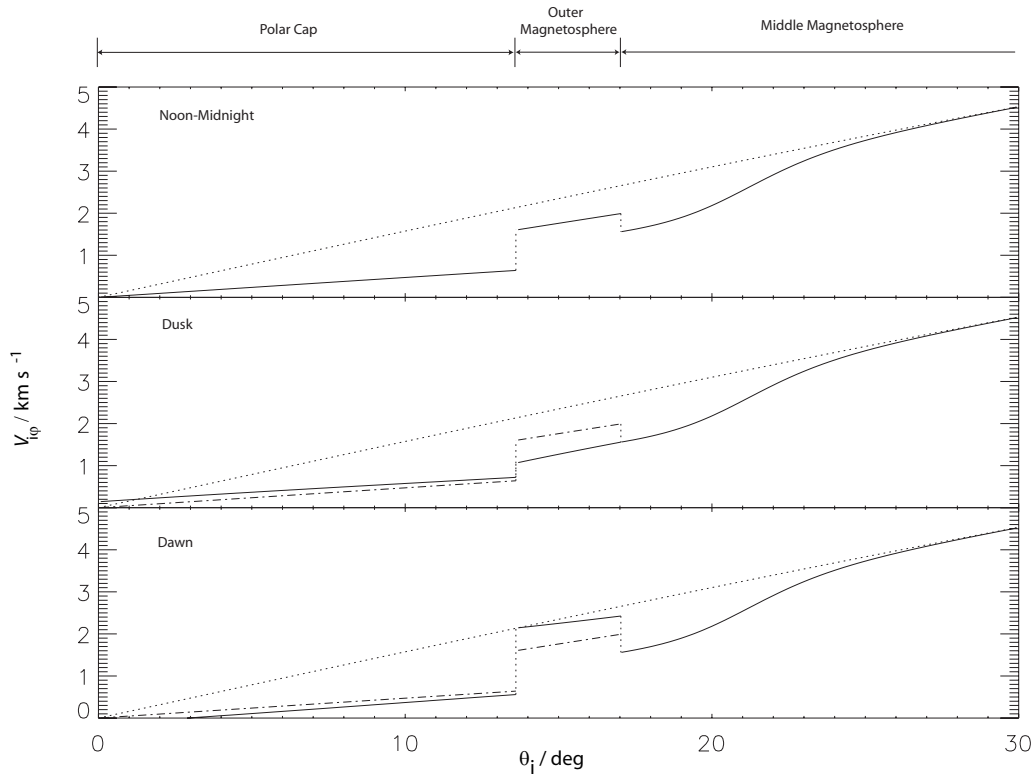 Polar Cap
Outer
Magnetosphere
Middle Magnetosphere
5
Noon-Midnight
4
3
2
1
5
Dusk
4
3
2
1
5
Dawn
4
3
2
1
0
V_iφ / km s⁻¹
0 10 20 30
θ_i / deg